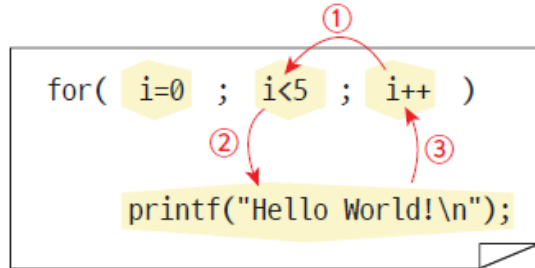 ①
for( i=0 ; i<5 ; i++ )
② ③
printf("Hello World!\n");